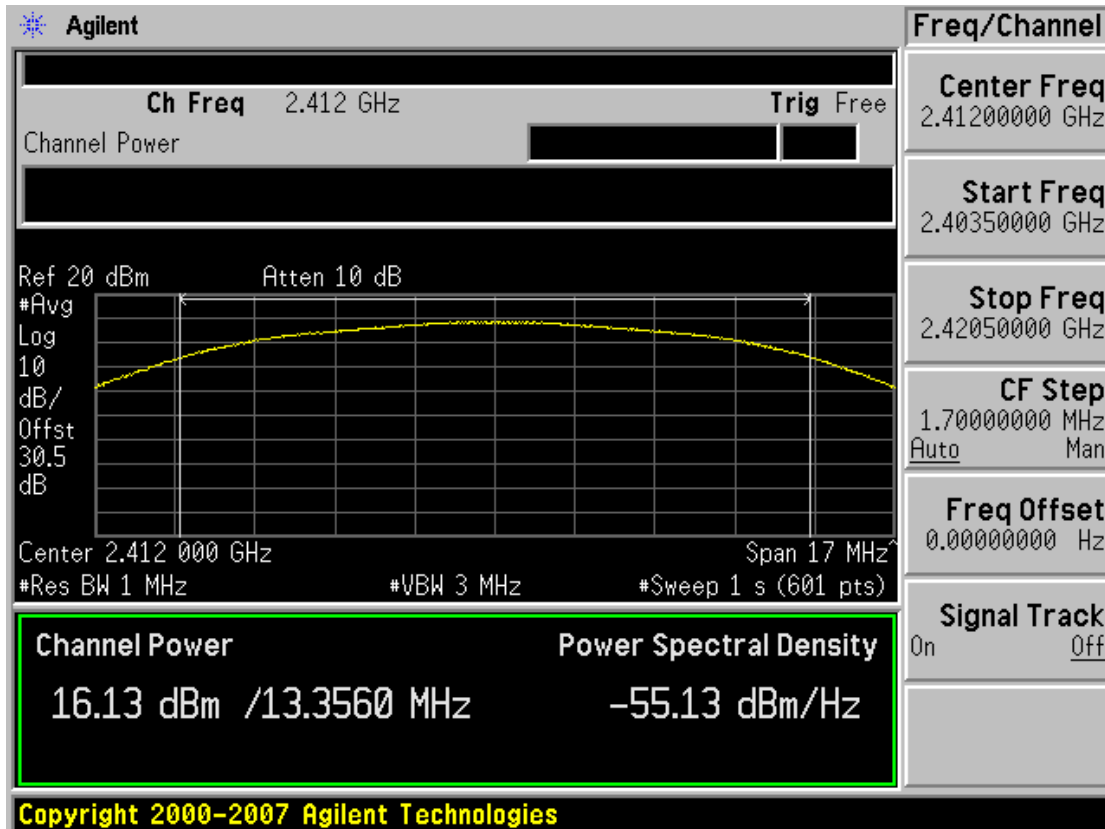 Agilent
Ch Freq 2.412 GHz Trig Free
Channel Power
Ref 20 dBm Atten 10 dB
#Avg
Log
10
dB/
Offst
30.5
dB
Center 2.412 000 GHz Span 17 MHz^
#Res BW 1 MHz #VBW 3 MHz #Sweep 1 s (601 pts)
Channel Power Power Spectral Density
16.13 dBm /13.3560 MHz -55.13 dBm/Hz
Copyright 2000-2007 Agilent Technologies
Freq/Channel
Center Freq
2.41200000 GHz
Start Freq
2.40350000 GHz
Stop Freq
2.42050000 GHz
CF Step
1.70000000 MHz
Auto Man
Freq Offset
0.00000000 Hz
Signal Track
On Off